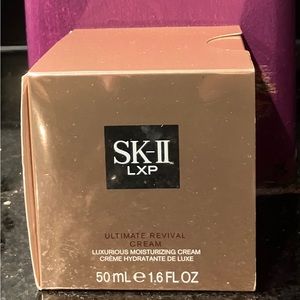 SK-II
LXP
ULTIMATE REVIVAL
CREAM
LUXURIOUS MOISTURIZING CREAM
CRÈME HYDRATANTE DE LUXE
50 mL ℮ 1.6 FL OZ